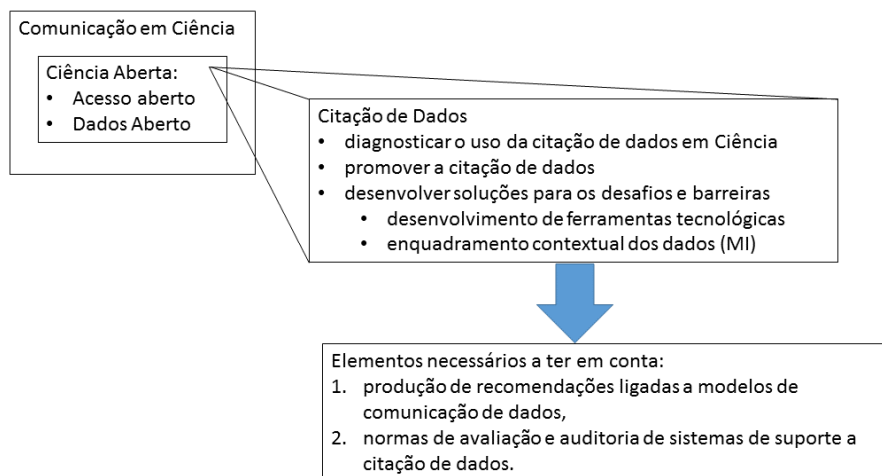 Comunicação em Ciência
Ciência Aberta:
• Acesso aberto
• Dados Aberto
Citação de Dados
• diagnosticar o uso da citação de dados em Ciência
• promover a citação de dados
• desenvolver soluções para os desafios e barreiras
• desenvolvimento de ferramentas tecnológicas
• enquadramento contextual dos dados (MI)
Elementos necessários a ter em conta:
1. produção de recomendações ligadas a modelos de
comunicação de dados,
2. normas de avaliação e auditoria de sistemas de suporte a
citação de dados.